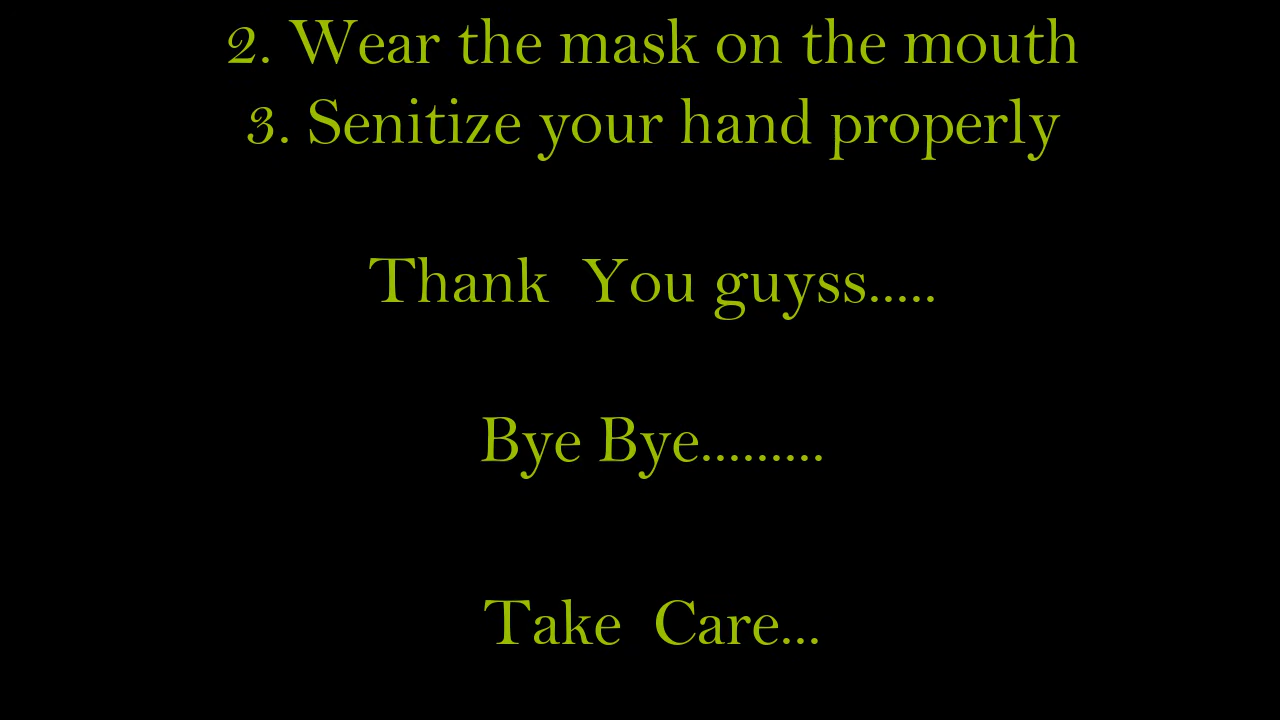 2. Wear the mask on the mouth
3. Senitize your hand properly
Thank  You guyss.....
Bye Bye.........
Take  Care...